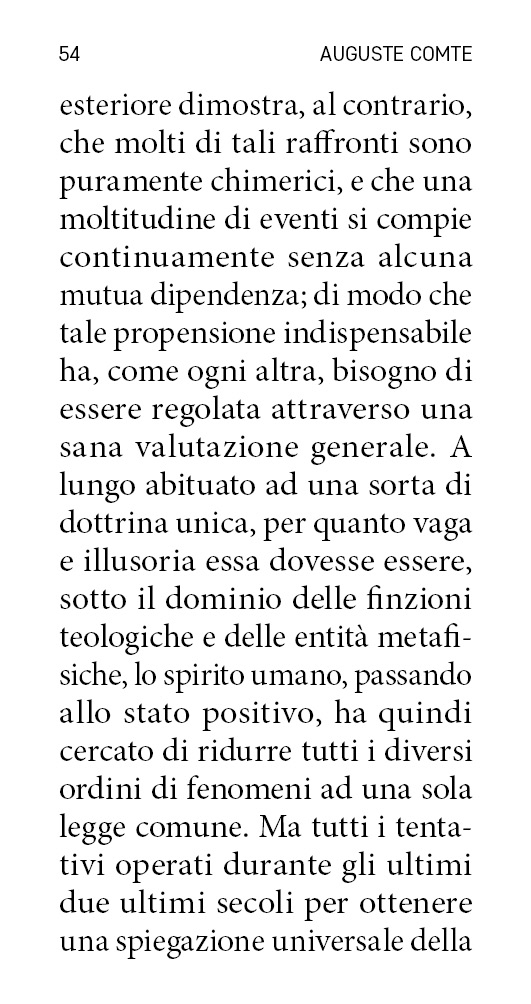 54 AUGUSTE COMTE
esteriore dimostra, al contrario,
che molti di tali raffronti sono
puramente chimerici, e che una
moltitudine di eventi si compie
continuamente senza alcuna
mutua dipendenza; di modo che
tale propensione indispensabile
ha, come ogni altra, bisogno di
essere regolata attraverso una
sana valutazione generale. A
lungo abituato ad una sorta di
dottrina unica, per quanto vaga
e illusoria essa dovesse essere,
sotto il dominio delle finzioni
teologiche e delle entità metafi-
siche, lo spirito umano, passando
allo stato positivo, ha quindi
cercato di ridurre tutti i diversi
ordini di fenomeni ad una sola
legge comune. Ma tutti i tenta-
tivi operati durante gli ultimi
due ultimi secoli per ottenere
una spiegazione universale della